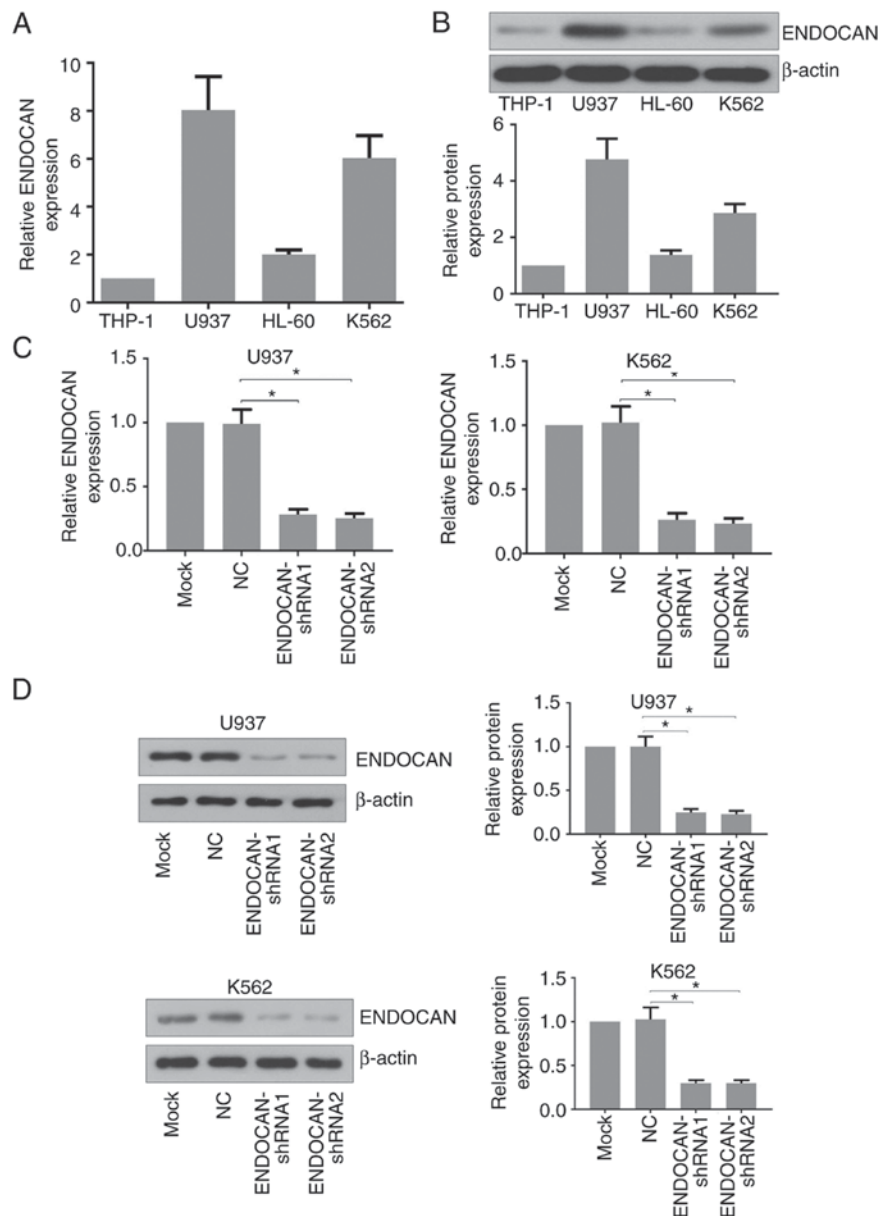 A
Relative ENDOCAN
expression
10
8
6
4
2
0
THP-1 U937 HL-60 K562
B
ENDOCAN
β-actin
THP-1 U937 HL-60 K562
Relative protein
expression
6
4
2
0
THP-1 U937 HL-60 K562
C
U937
Relative ENDOCAN
expression
1.5
1.0
0.5
0.0
* *
Mock
NC
ENDOCAN-
shRNA1
ENDOCAN-
shRNA2
K562
Relative ENDOCAN
expression
1.5
1.0
0.5
0.0
* *
Mock
NC
ENDOCAN-
shRNA1
ENDOCAN-
shRNA2
D
U937
ENDOCAN
β-actin
Mock
NC
ENDOCAN-
shRNA1
ENDOCAN-
shRNA2
U937
Relative protein
expression
1.5
1.0
0.5
0.0
* *
Mock
NC
ENDOCAN-
shRNA1
ENDOCAN-
shRNA2
K562
ENDOCAN
β-actin
Mock
NC
ENDOCAN-
shRNA1
ENDOCAN-
shRNA2
K562
Relative protein
expression
1.5
1.0
0.5
0.0
* *
Mock
NC
ENDOCAN-
shRNA1
ENDOCAN-
shRNA2